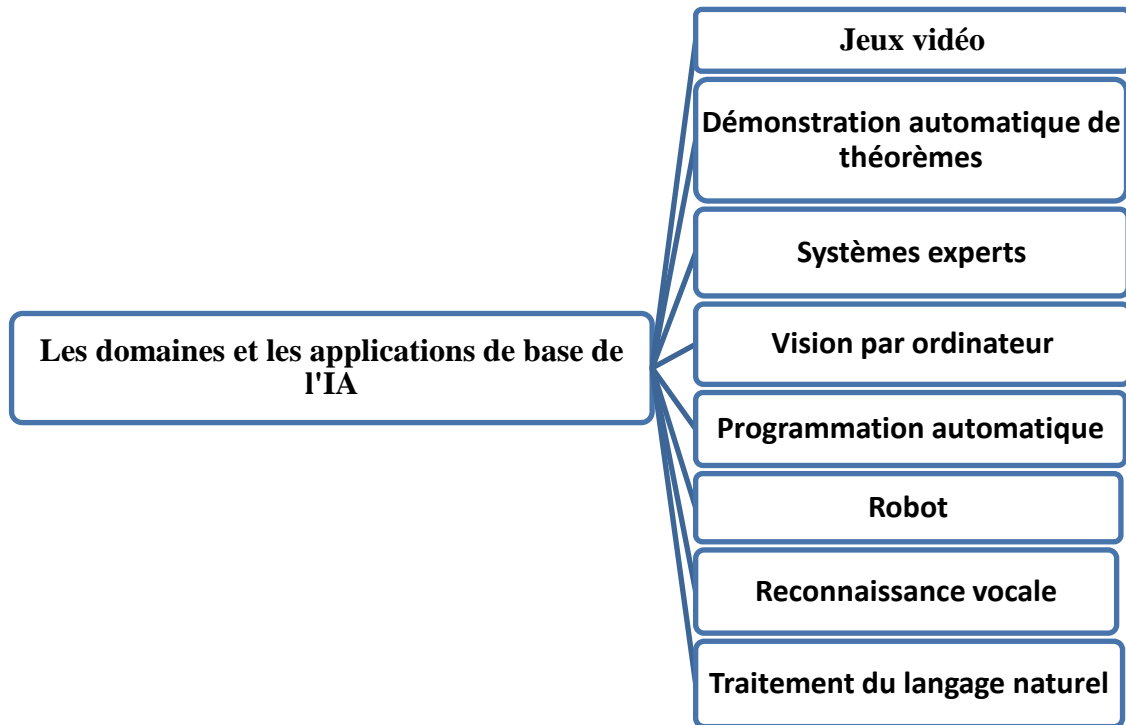 Jeux vidéo
Démonstration automatique de
théorèmes
Systèmes experts
Les domaines et les applications de base de
l'IA
Vision par ordinateur
Programmation automatique
Robot
Reconnaissance vocale
Traitement du langage naturel